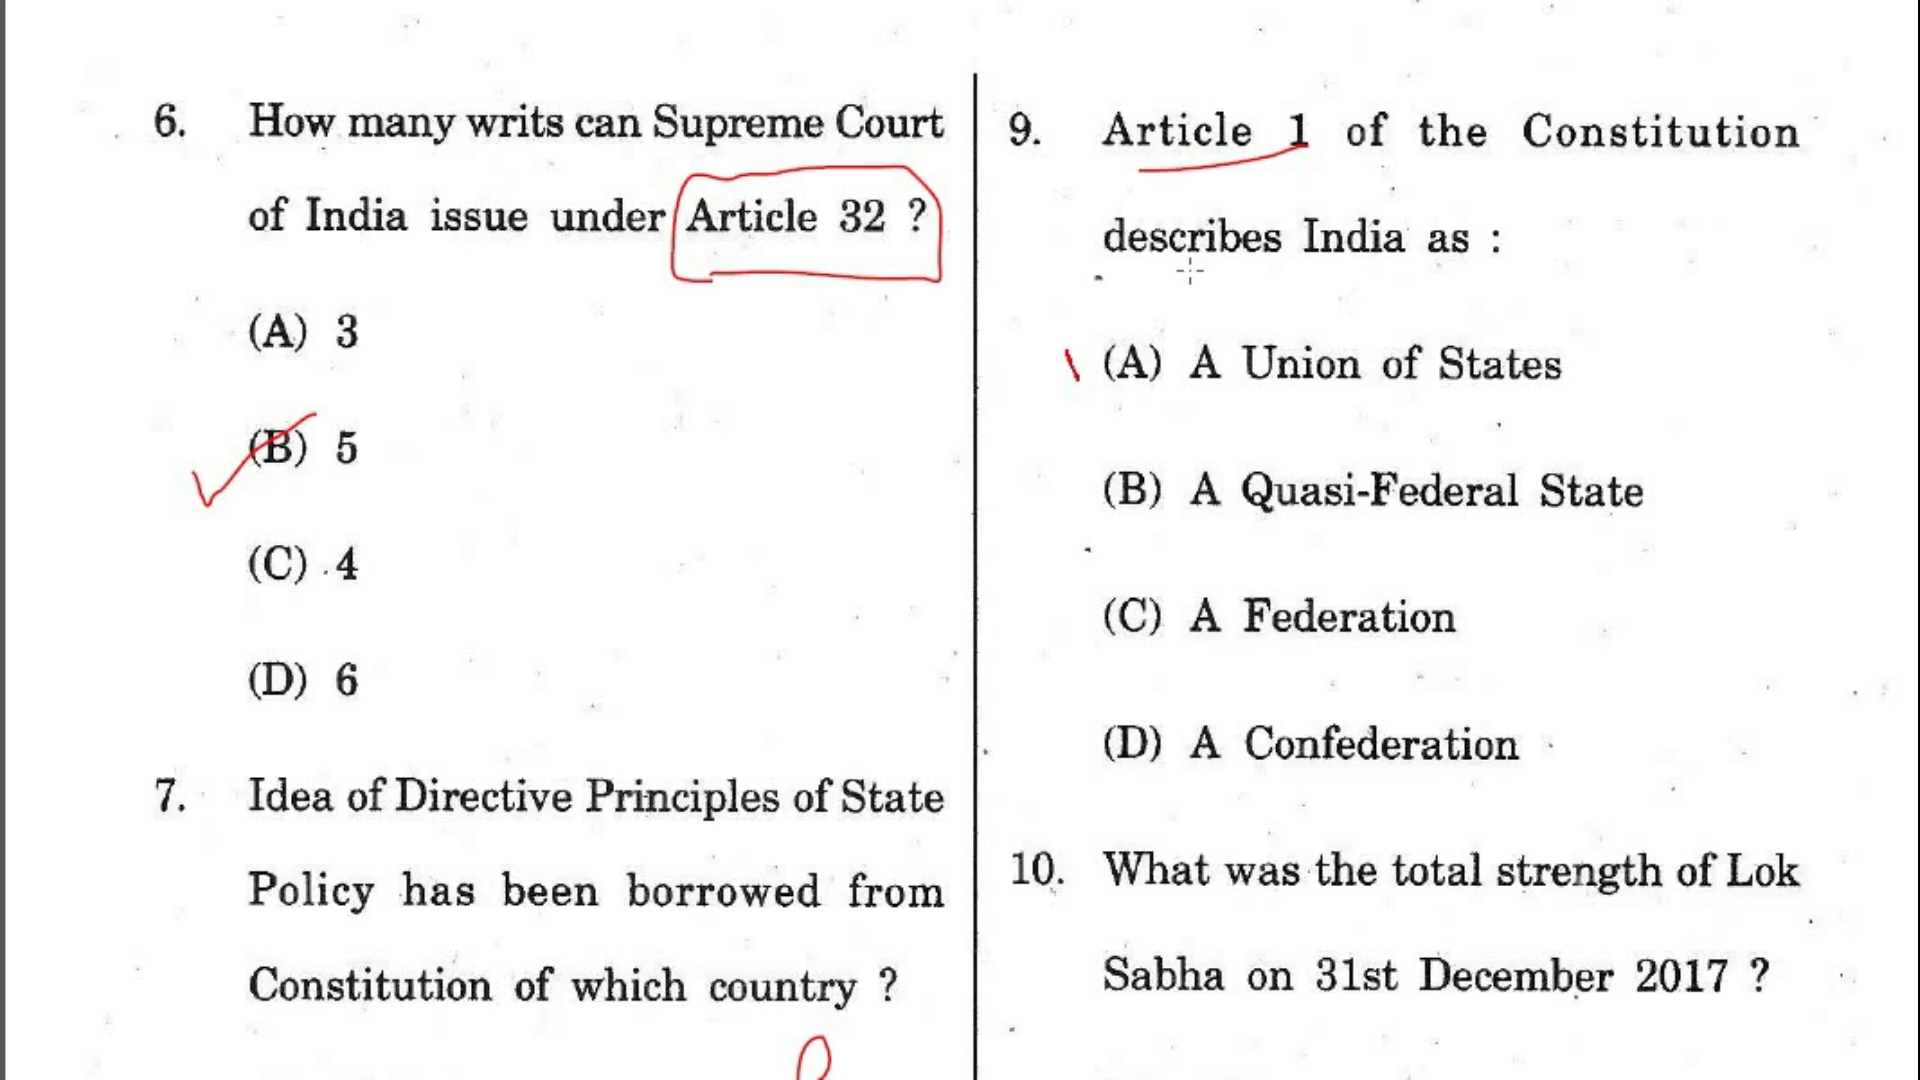 6. How many writs can Supreme Court
of India issue under Article 32 ?
(A) 3
(B) 5
(C) 4
(D) 6
7. Idea of Directive Principles of State
Policy has been borrowed from
Constitution of which country ?
9. Article 1 of the Constitution
describes India as :
(A) A Union of States
(B) A Quasi-Federal State
(C) A Federation
(D) A Confederation
10. What was the total strength of Lok
Sabha on 31st December 2017 ?